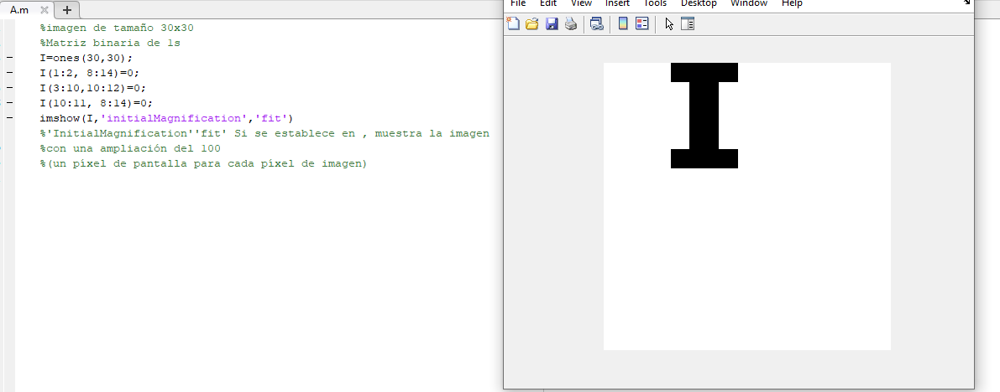 A.m
%imagen de tamaño 30x30
%Matriz binaria de 1s
I=ones(30,30);
I(1:2, 8:14)=0;
I(3:10,10:12)=0;
I(10:11, 8:14)=0;
imshow(I,'initialMagnification','fit')
%'InitialMagnification''fit' Si se establece en , muestra la imagen
%con una ampliación del 100
%(un píxel de pantalla para cada píxel de imagen)
File Edit View Insert Tools Desktop Window Help
I